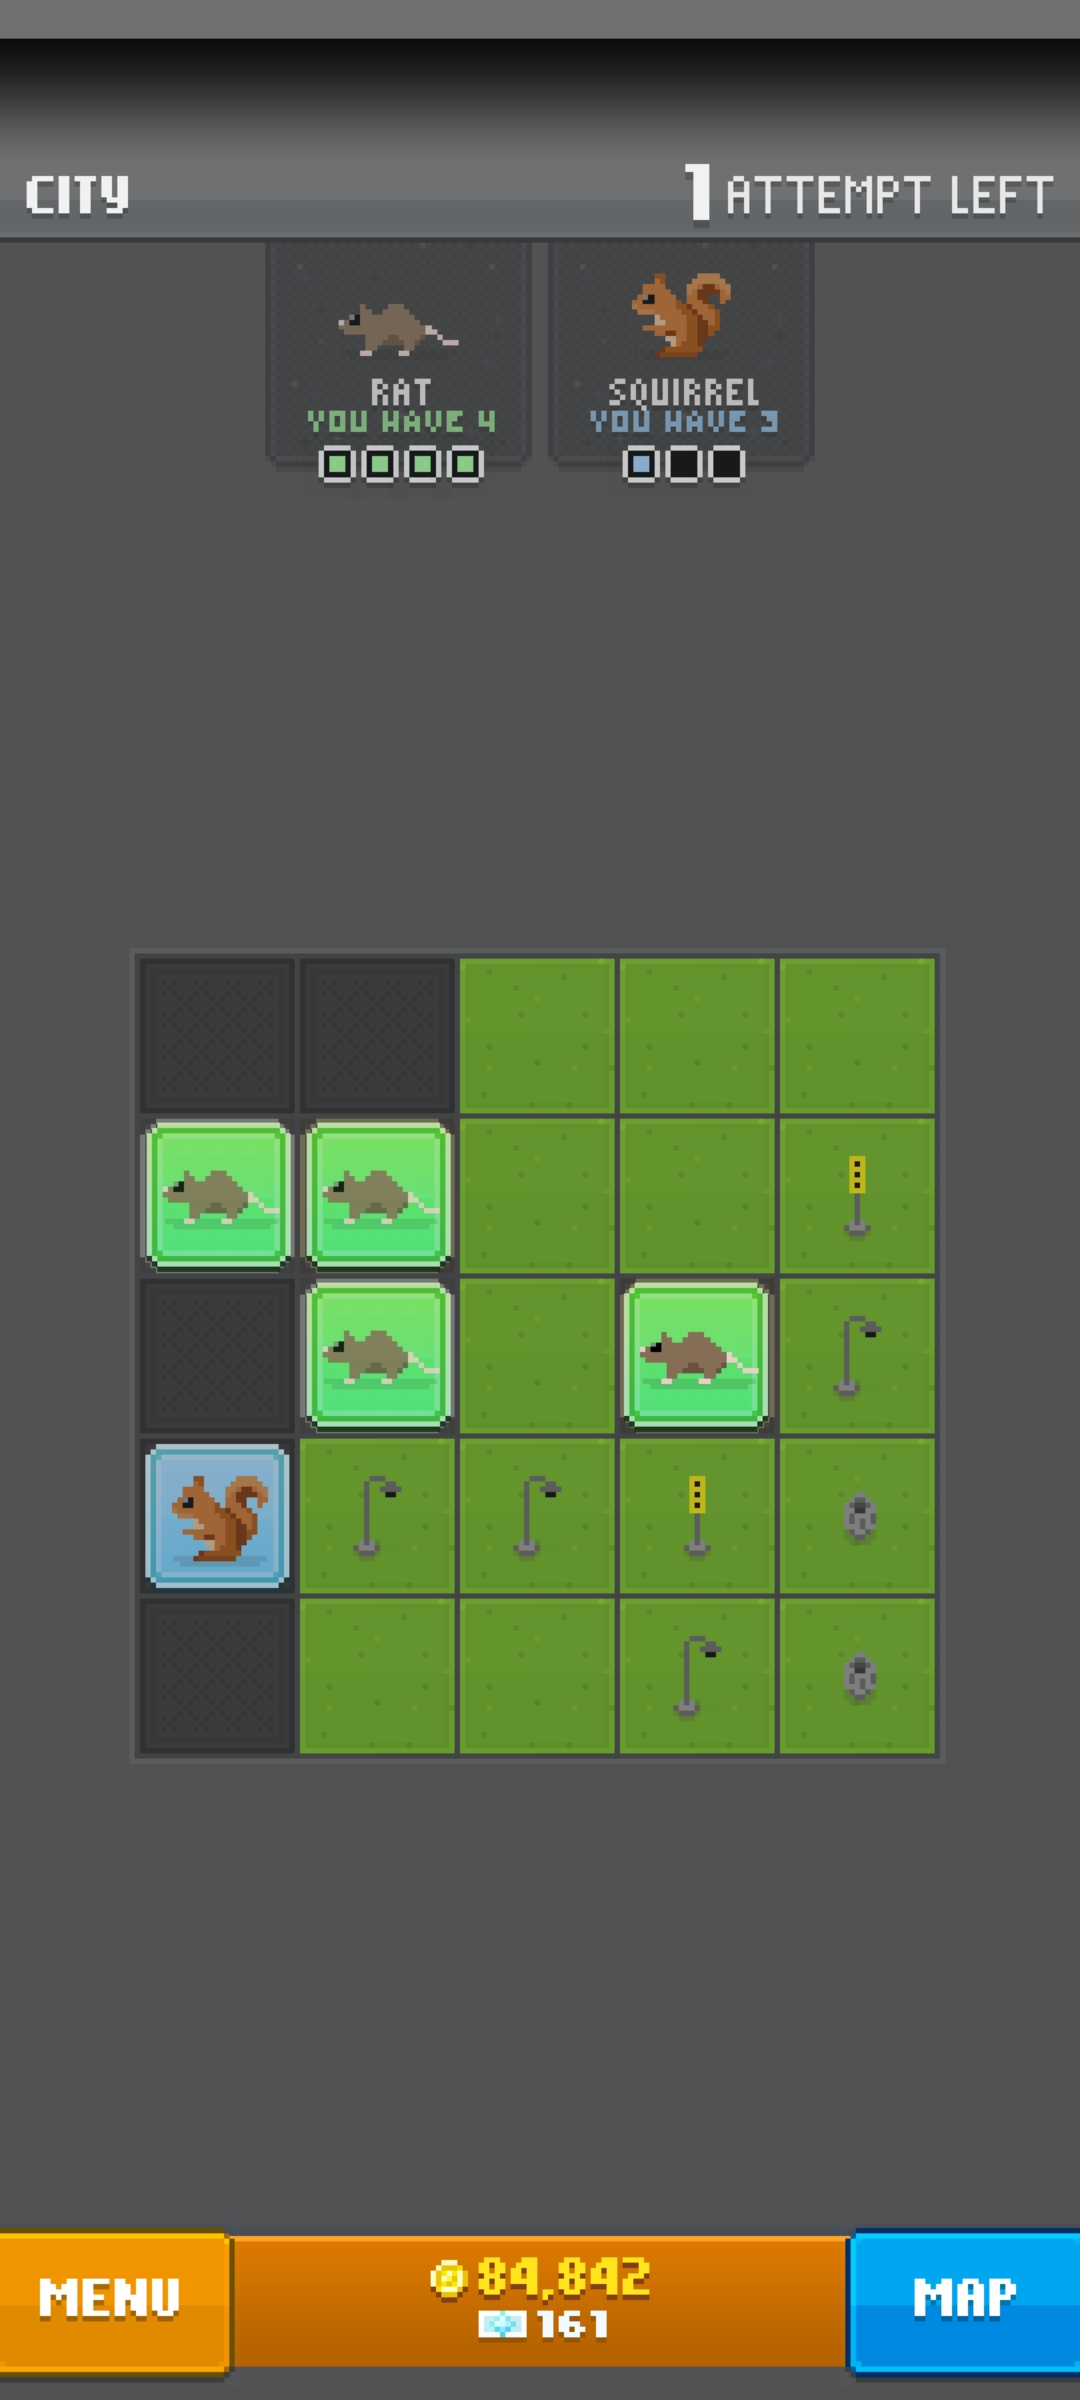 CITY
1 ATTEMPT LEFT
RAT
YOU HAVE 4
SQUIRREL
YOU HAVE 3
MENU
84,842
161
MAP